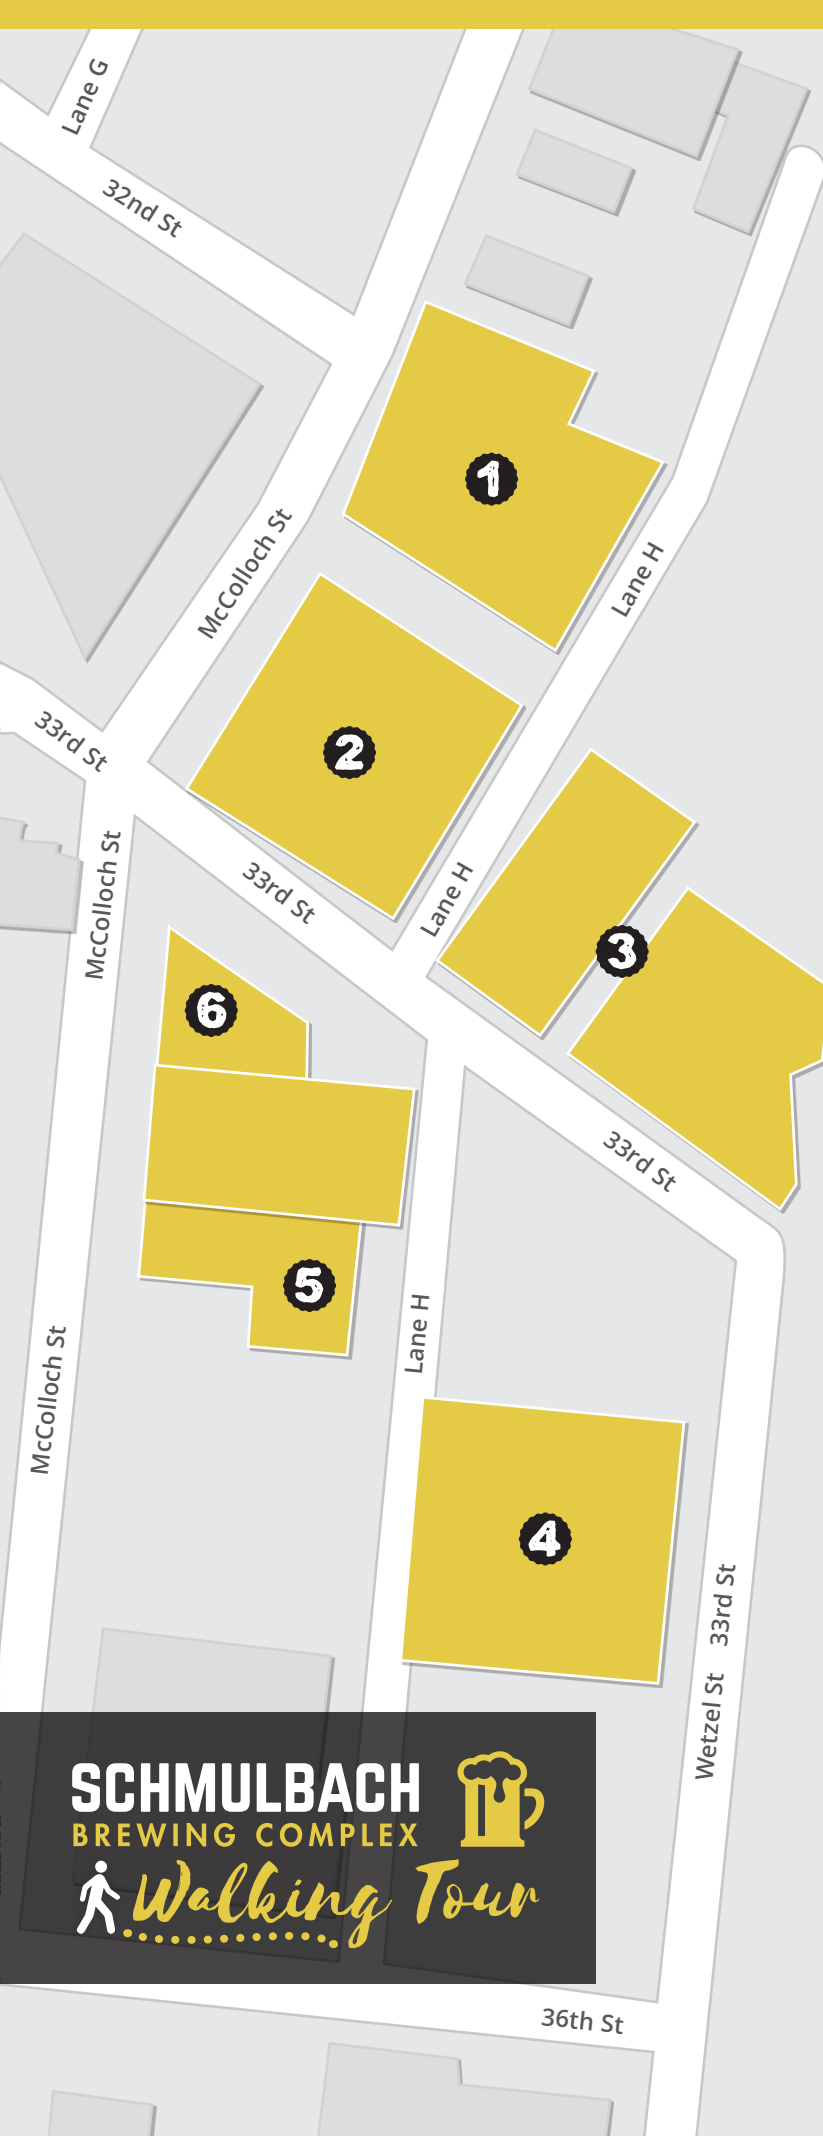 Lane G
32nd St
1
McColloch St
Lane H
33rd St
2
McColloch St
33rd St
Lane H
3
6
33rd St
5
Lane H
McColloch St
4
33rd St
Wetzel St
SCHMULBACH
BREWING COMPLEX
Walking Tour
36th St